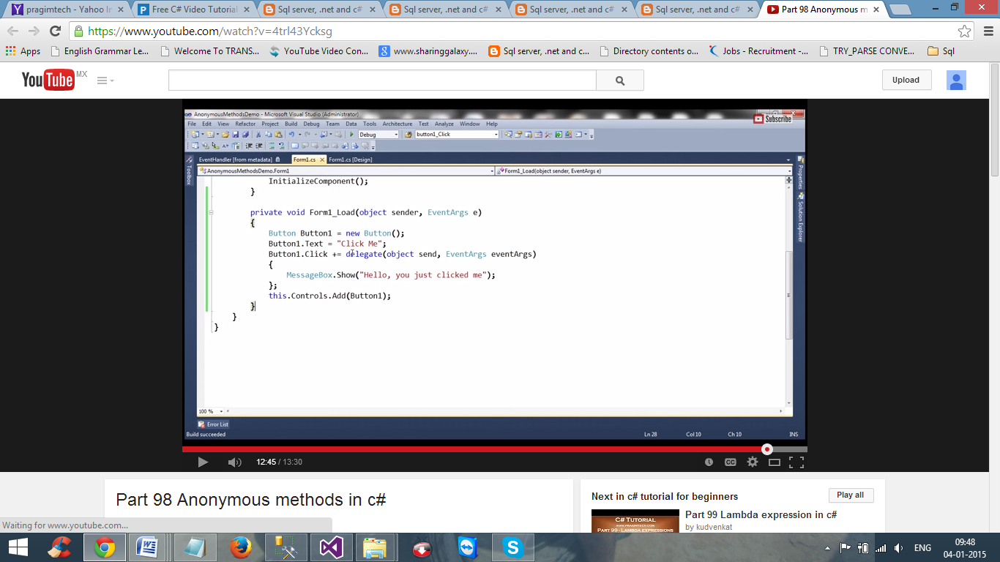 pragimtech - Yahoo Ir
Free C# Video Tutorial
Sql server, .net and c#
Sql server, .net and c#
Sql server, .net and c#
Sql server, .net and c#
Part 98 Anonymous m
https://www.youtube.com/watch?v=4trl43Ycksg
Apps
English Grammar Le...
Welcome To TRANS...
YouTube Video Con...
www.sharinggalaxy....
Sql server, .net and c...
Directory contents o...
Jobs - Recruitment -...
TRY_PARSE CONVE...
Sql
YouTube MX
Upload
AnonymousMethodsDemo - Microsoft Visual Studio (Administrator)
Subscribe
File Edit View Refactor Project Build Debug Team Data Tools Architecture Test Analyze Window Help
Debug
button1_Click
EventHandler [from metadata]
Form1.cs
Form1.cs [Design]
Toolbox
Properties
Solution Explorer
AnonymousMethodsDemo.Form1
Form1_Load(object sender, EventArgs e)
InitializeComponent();
}
private void Form1_Load(object sender, EventArgs e)
{
Button Button1 = new Button();
Button1.Text = "Click Me";
Button1.Click += delegate(object send, EventArgs eventArgs)
{
MessageBox.Show("Hello, you just clicked me");
};
this.Controls.Add(Button1);
}
}
}
100 %
Error List
Build succeeded
Ln 28
Col 10
Ch 10
INS
12:45 / 13:30
CC
Part 98 Anonymous methods in c#
Next in c# tutorial for beginners
Play all
C# TUTORIAL
WWW.PRAGIMTECH.COM
PART 99 - LAMBDA EXPRESSIONS
Part 99 Lambda expression in c#
by kudvenkat
Waiting for www.youtube.com...
ENG
09:48
04-01-2015